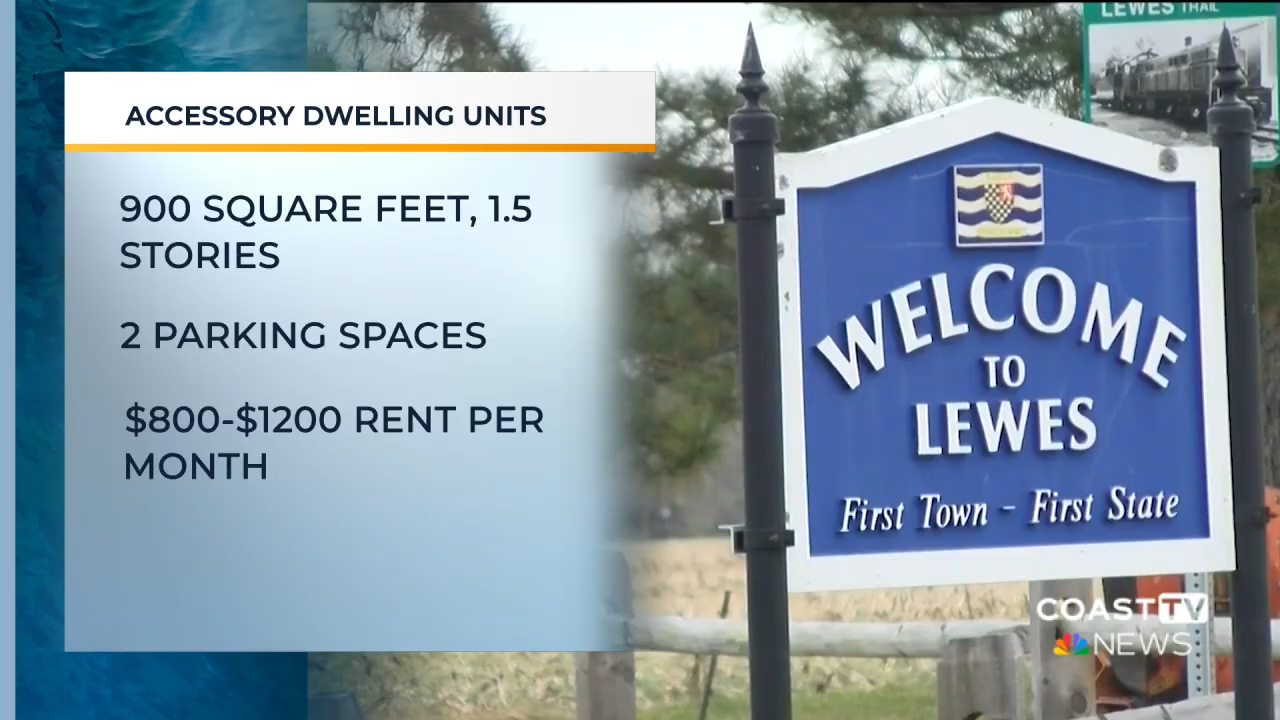 ACCESSORY DWELLING UNITS
900 SQUARE FEET, 1.5
STORIES
2 PARKING SPACES
$800-$1200 RENT PER
MONTH
LEWES TRAIL
WELCOME
TO
LEWES
First Town - First State
COAST TV
NEWS